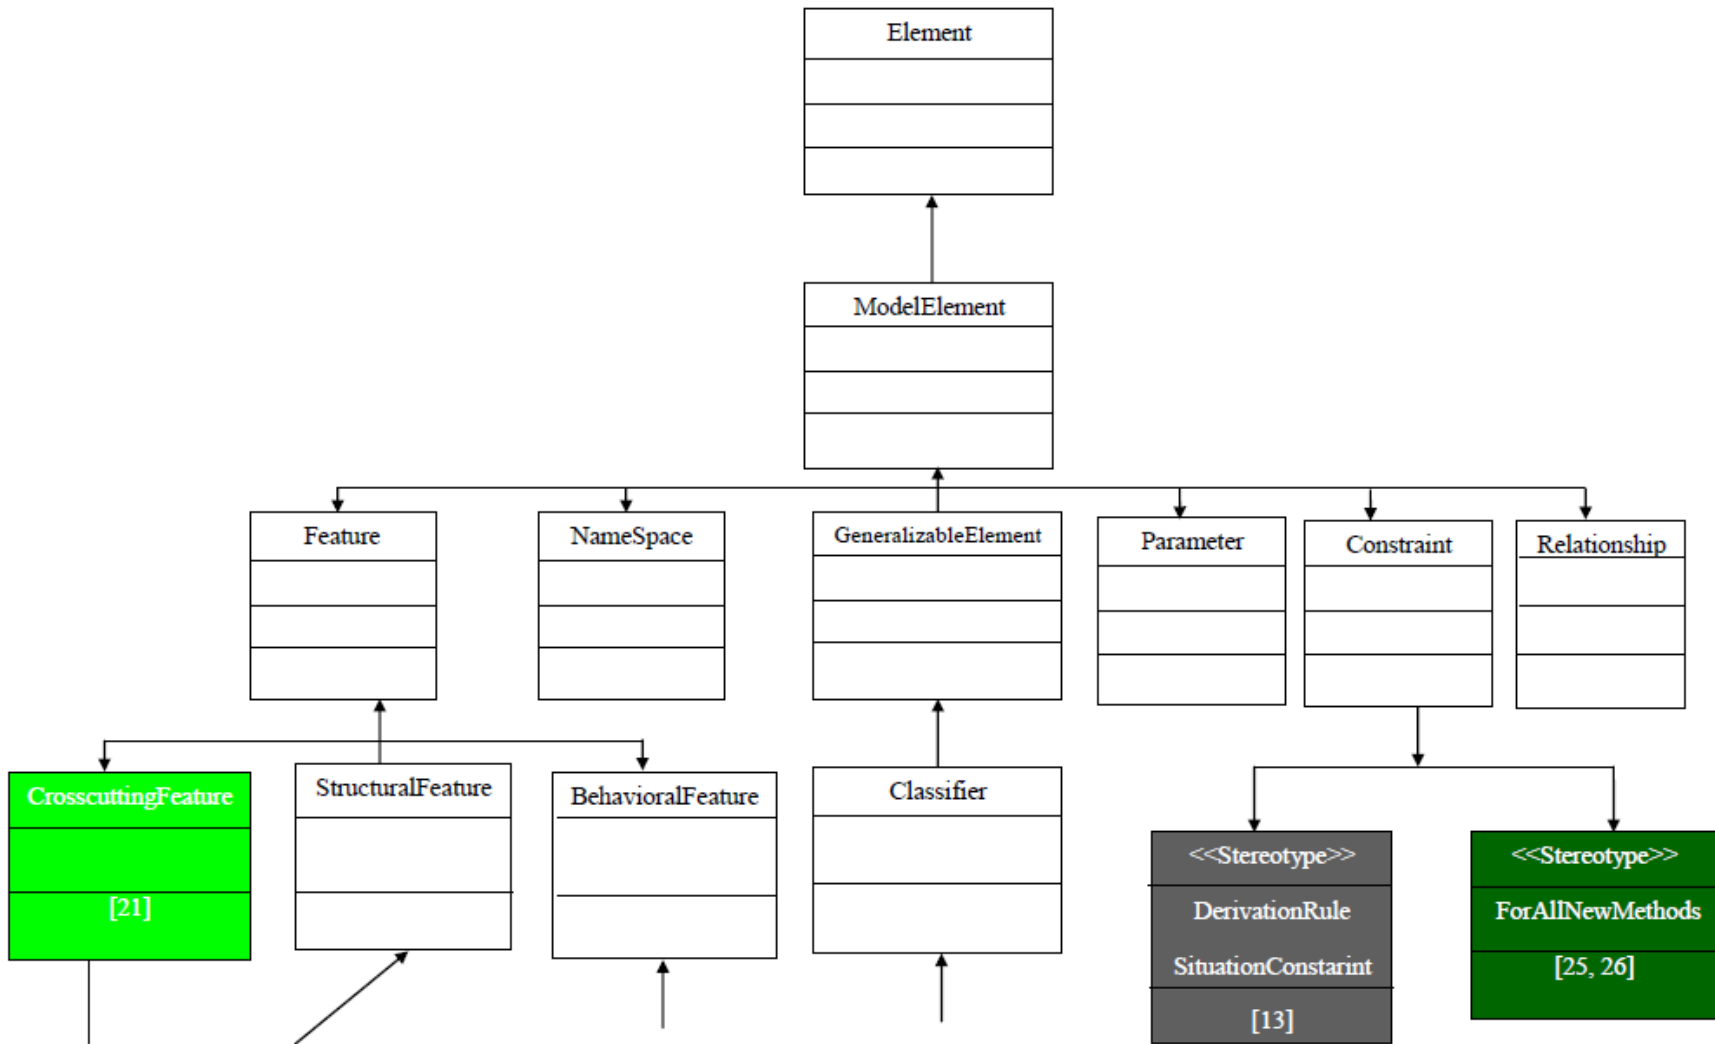 Element
ModelElement
Feature
NameSpace
GeneralizableElement
Parameter
Constraint
Relationship
CrosscuttingFeature
[21]
StructuralFeature
BehavioralFeature
Classifier
<<Stereotype>>
DerivationRule
SituationConstarint
[13]
<<Stereotype>>
ForAllNewMethods
[25, 26]